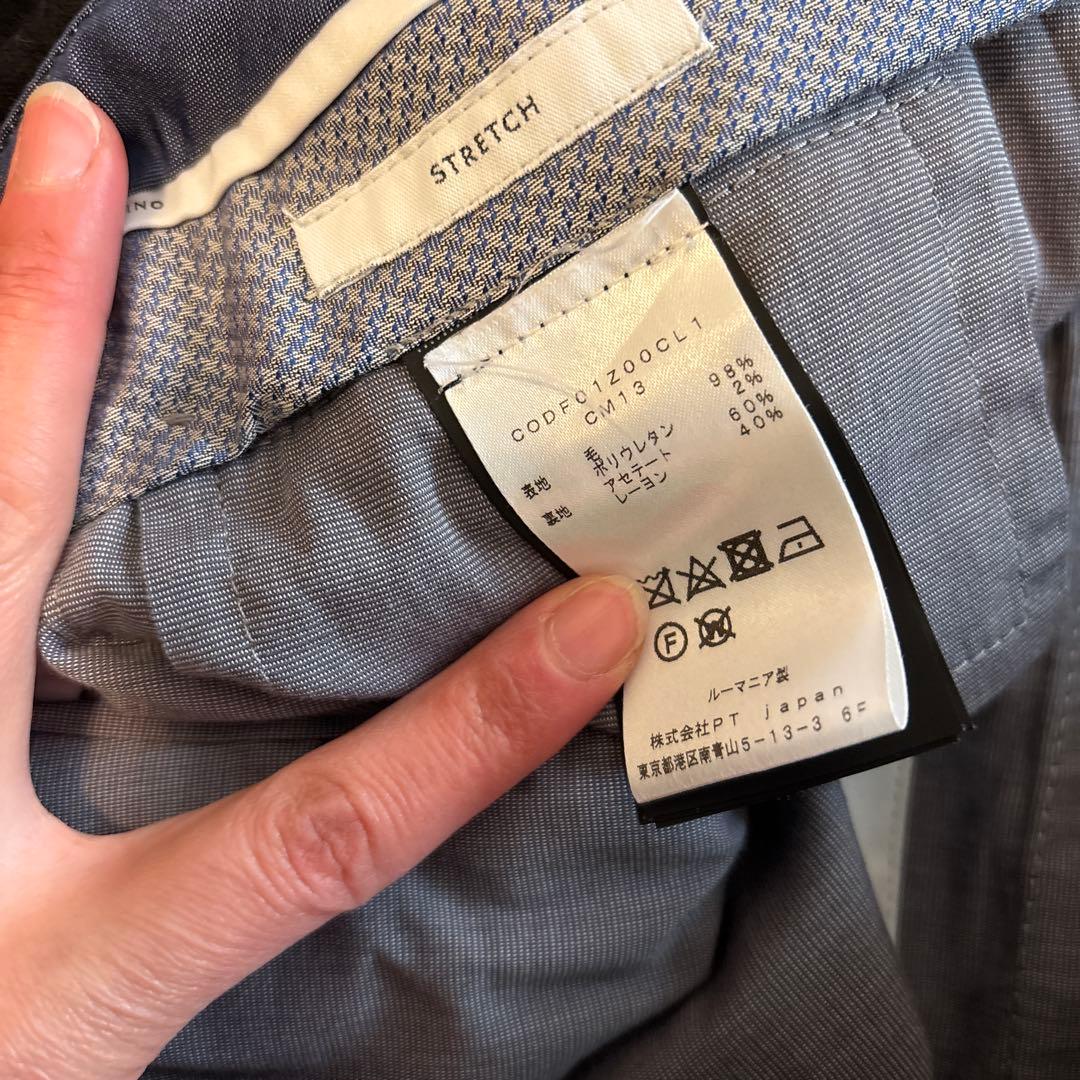 STRETCH
CODF01Z00CL1
CM13
表地 毛 98%
ポリウレタン 2%
裏地 アセテート 60%
レーヨン 40%
F
W
ルーマニア製
株式会社PT japan
東京都港区南青山5-13-3